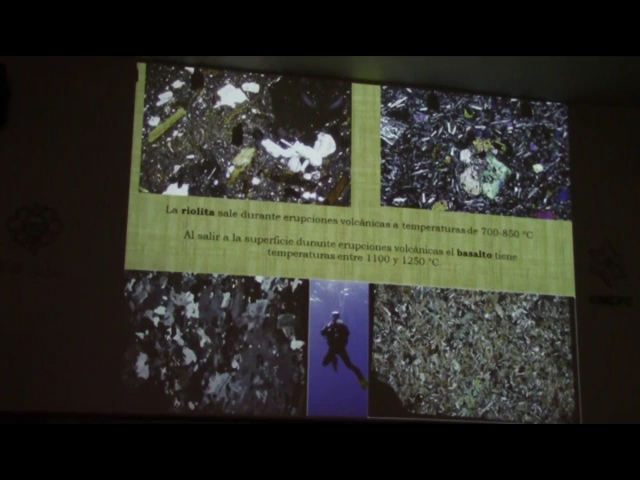 La riolita sale durante erupciones volcánicas a temperaturas de 700-850 °C
Al salir a la superficie durante erupciones volcánicas el basalto tiene
temperaturas entre 1100 y 1250 °C.